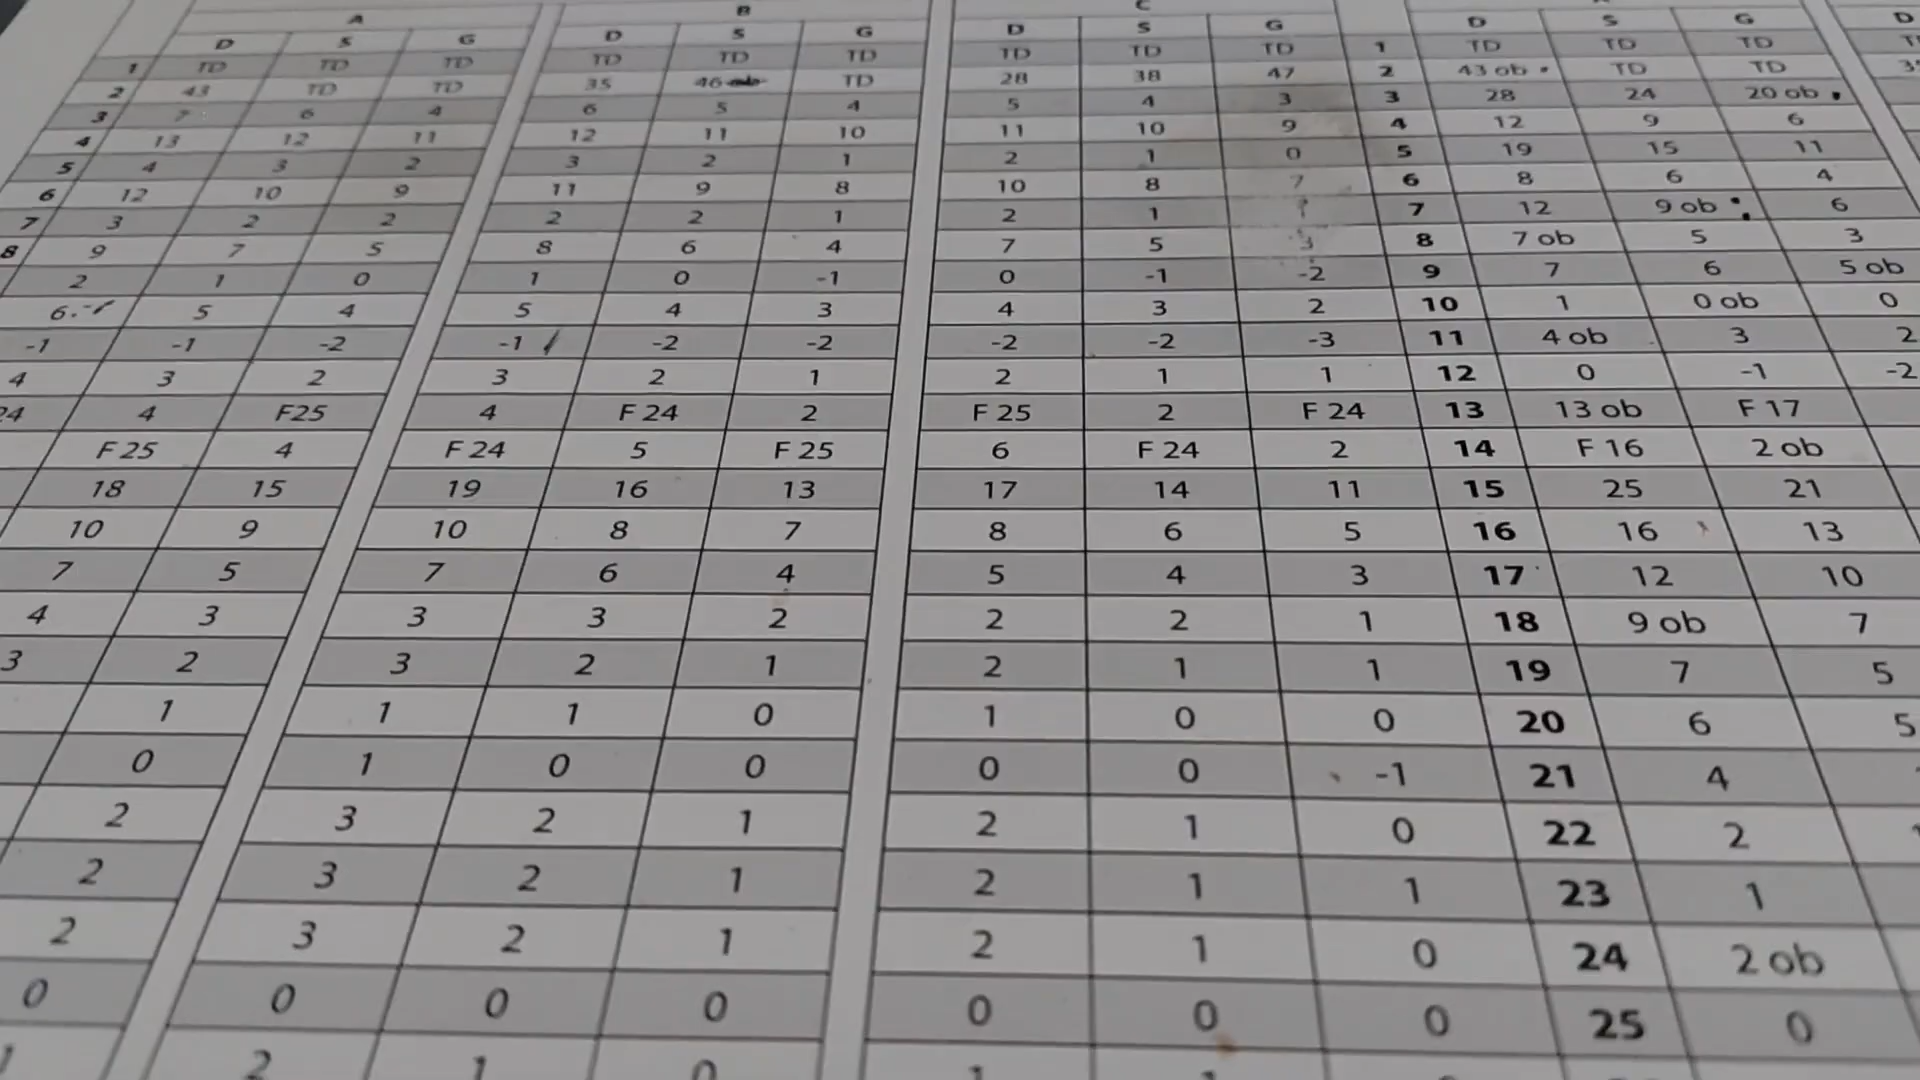 A B C
D S G D S G D S G D S G D
1 TD TD TD TD TD TD TD TD TD 1 TD TD TD
2 43 TD TD 35 46 TD 28 38 47 2 43 ob TD TD
3 7 6 4 6 5 4 5 4 3 3 28 24 20 ob
4 13 12 11 12 11 10 11 10 9 4 12 9 6
5 4 3 2 3 2 1 2 1 0 5 19 15 11
6 12 10 9 11 9 8 10 8 7 6 8 6 4
7 3 2 2 2 2 1 2 1 7 12 9 ob 6
8 9 7 5 8 6 4 7 5 3 8 7 ob 5 3
2 1 0 1 0 -1 0 -1 -2 9 7 6 5 ob
6 5 4 5 4 3 4 3 2 10 1 0 ob 0
-1 -1 -2 -1 -2 -2 -2 -2 -3 11 4 ob 3 2
4 3 2 3 2 1 2 1 1 12 0 -1 -2
4 F25 4 F 24 2 F 25 2 F 24 13 13 ob F 17
F 25 4 F 24 5 F 25 6 F 24 2 14 F 16 2 ob
18 15 19 16 13 17 14 11 15 25 21
10 9 10 8 7 8 6 5 16 16 13
7 5 7 6 4 5 4 3 17 12 10
4 3 3 3 2 2 2 1 18 9 ob 7
3 2 3 2 1 2 1 1 19 7 5
1 1 1 0 1 0 0 20 6 5
0 1 0 0 0 0 -1 21 4
2 3 2 1 2 1 0 22 2
2 3 2 1 2 1 1 23 1
2 3 2 1 2 1 0 24 2 ob
0 0 0 0 0 0 0 25 0
2 1 0